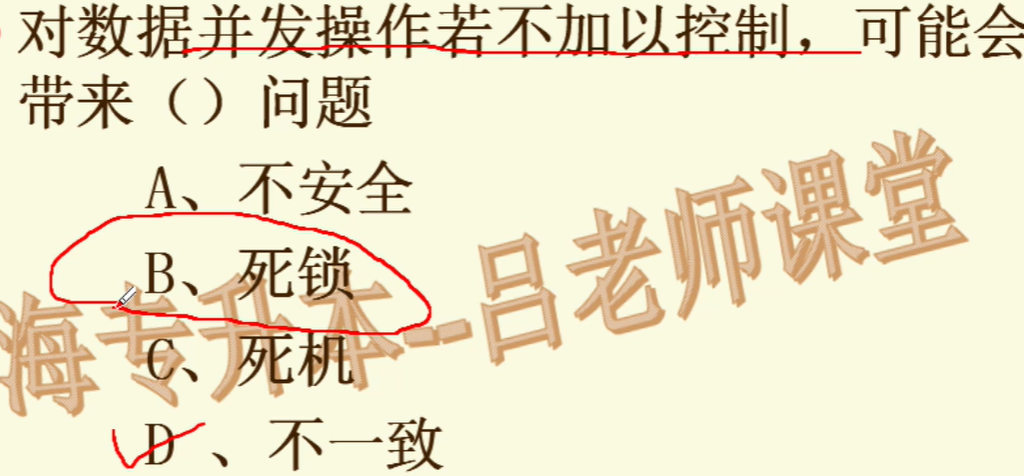 对数据并发操作若不加以控制，可能会
带来（）问题
A、不安全
B、死锁
C、死机
D 、不一致
海专升本--吕老师课堂